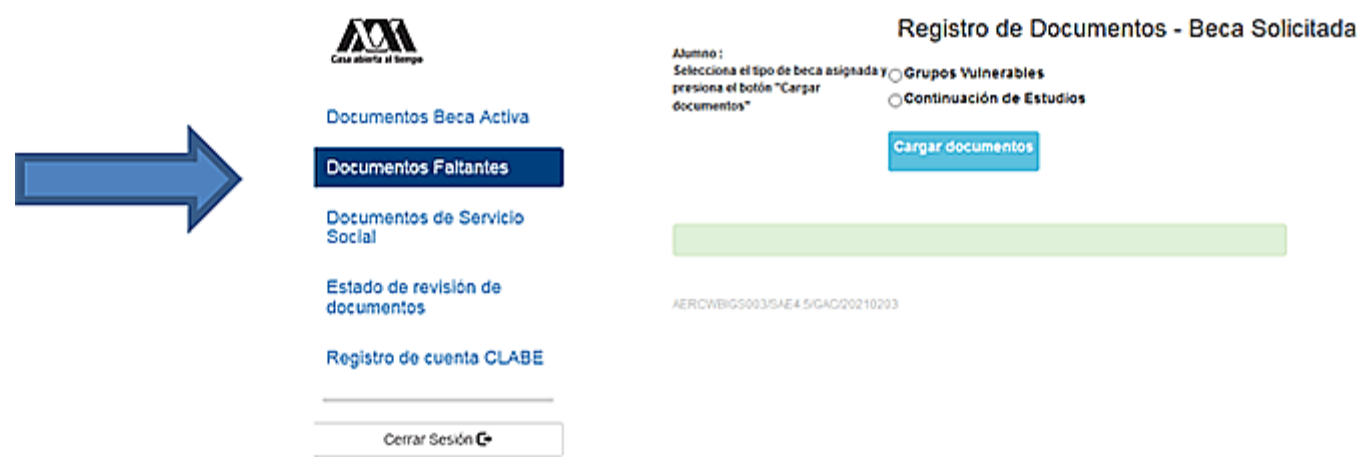 Casa abierta al tiempo
Documentos Beca Activa
Documentos Faltantes
Documentos de Servicio
Social
Estado de revisión de
documentos
Registro de cuenta CLABE
Cerrar Sesión
Registro de Documentos - Beca Solicitada
Alumno :
Selecciona el tipo de beca asignada y
presiona el botón "Cargar
documentos"
Grupos Vulnerables
Continuación de Estudios
Cargar documentos
AERCWBIGS003/SAE4.5/GAC/20210203